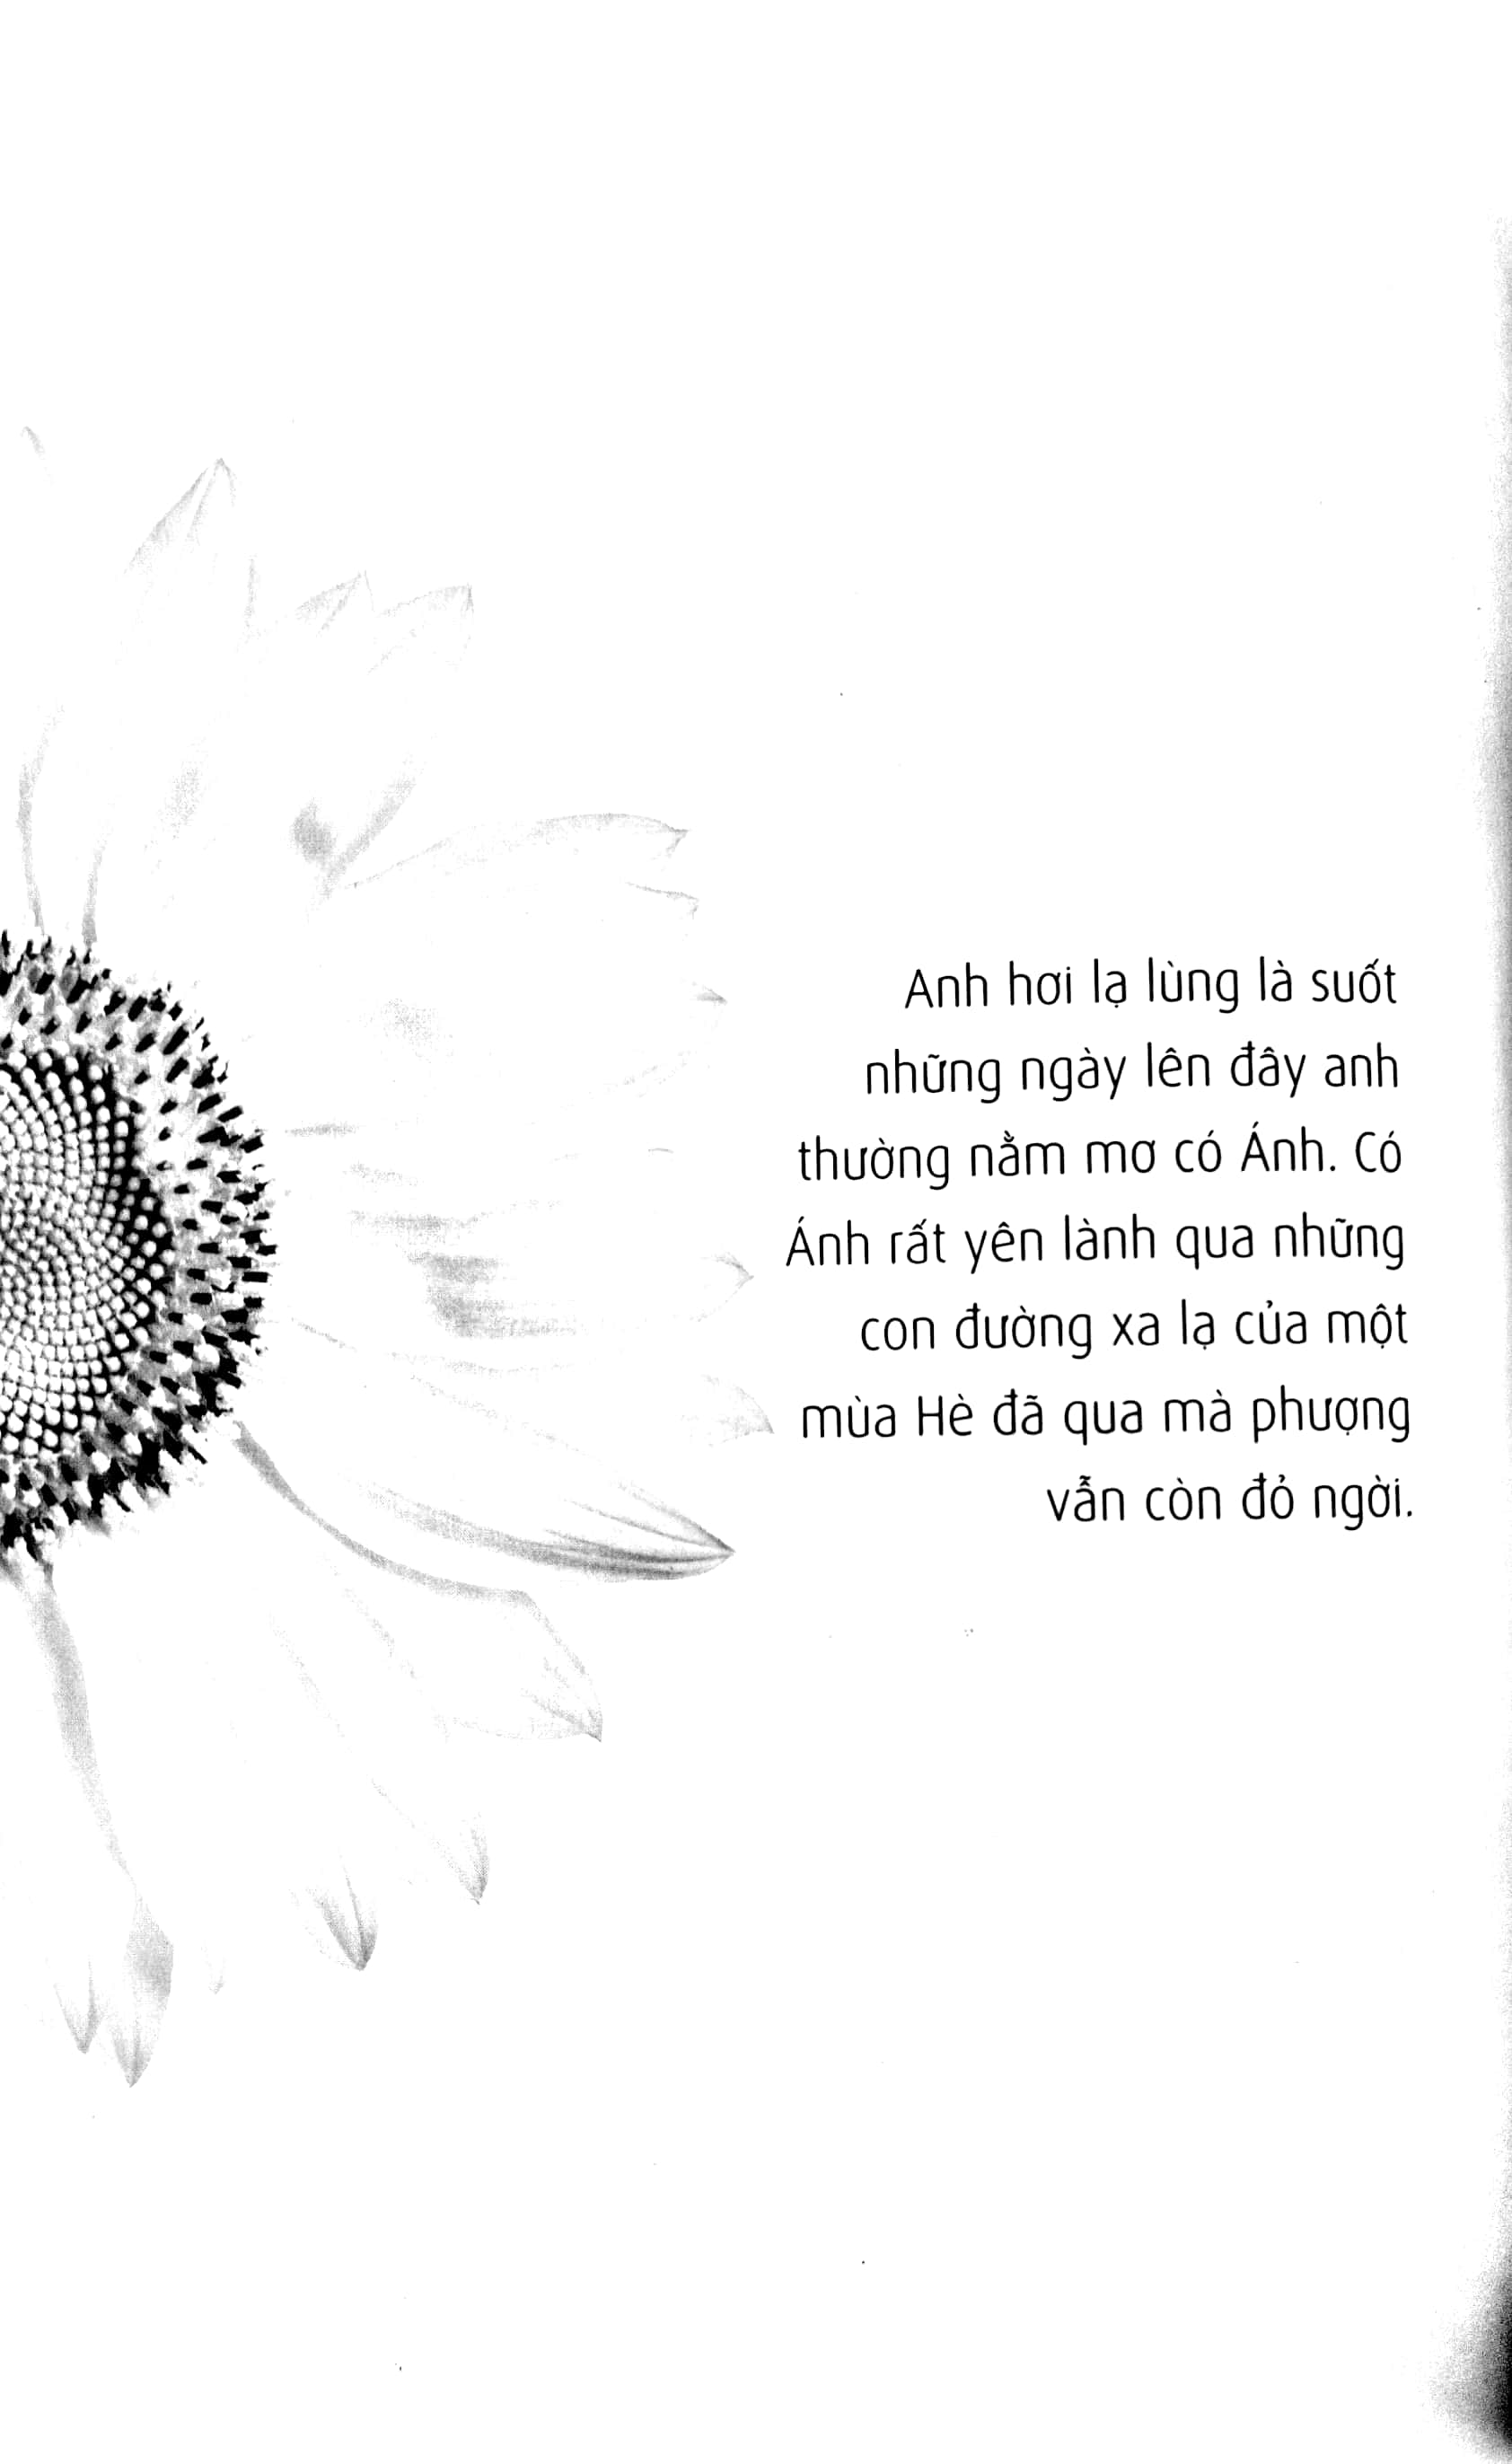 Anh hơi lạ lùng là suốt
những ngày lên đây anh
thường nằm mơ có Ánh. Có
Ánh rất yên lành qua những
con đường xa lạ của một
mùa Hè đã qua mà phượng
vẫn còn đỏ ngời.